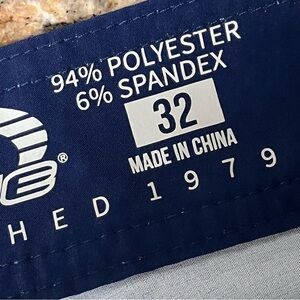 94% POLYESTER
6% SPANDEX
32
MADE IN CHINA
®
HED 1979